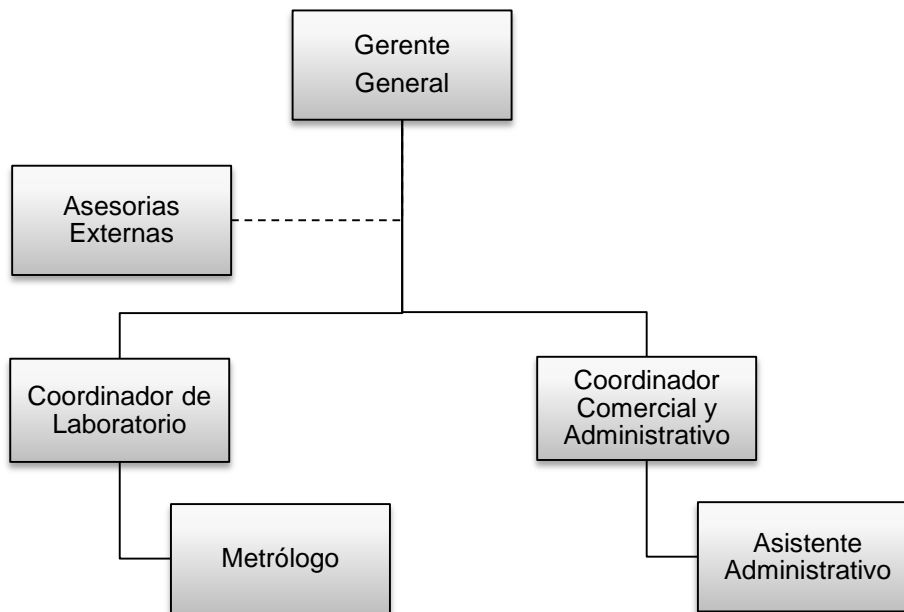 Gerente
General
Asesorias
Externas
Coordinador de
Laboratorio
Coordinador
Comercial y
Administrativo
Metrólogo
Asistente
Administrativo